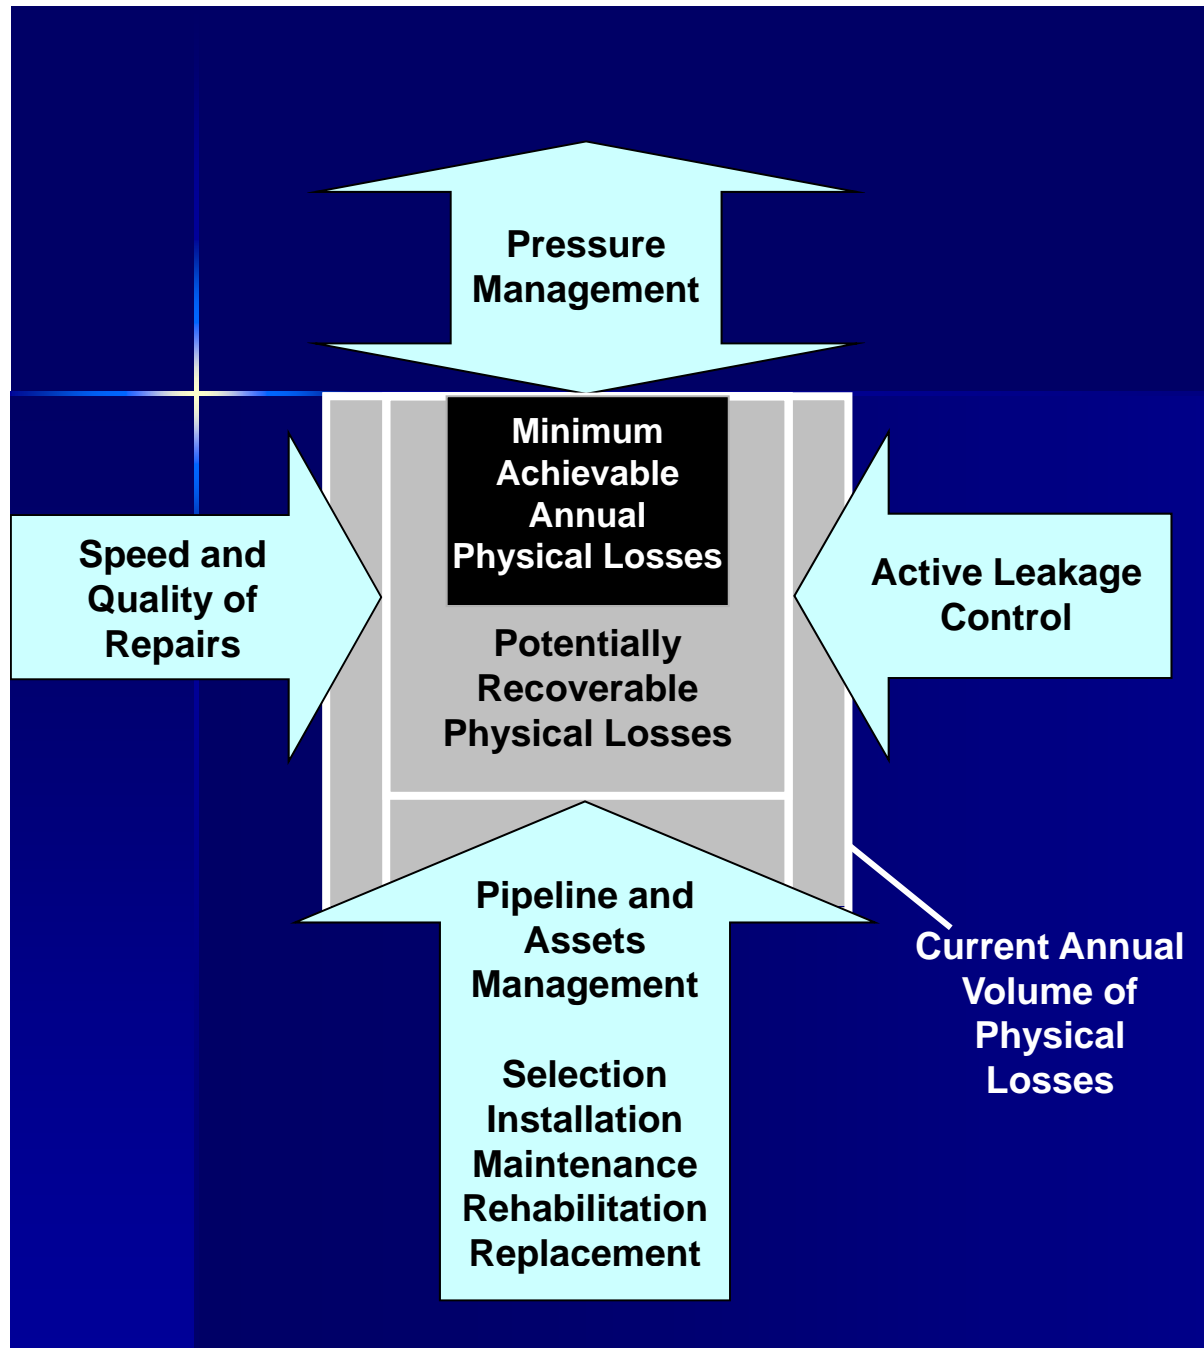 Pressure
Management
Minimum
Achievable
Annual
Physical Losses
Speed and
Quality of
Repairs
Active Leakage
Control
Potentially
Recoverable
Physical Losses
Pipeline and
Assets
Management
Selection
Installation
Maintenance
Rehabilitation
Replacement
Current Annual
Volume of
Physical
Losses